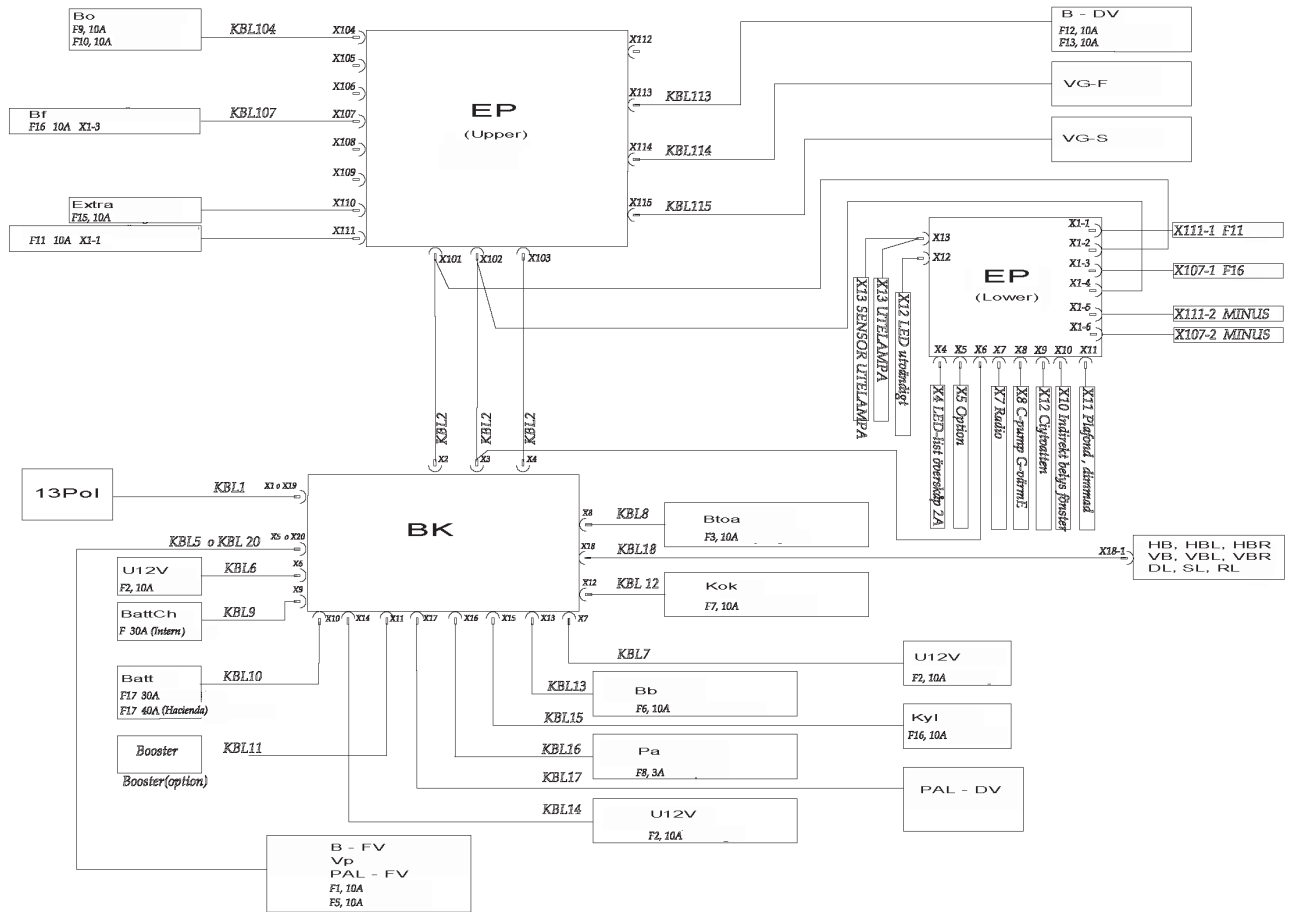 Bo
F9, 10A
F10, 10A
KBL104
X104
X105
X106
Bf
F16 10A X1-3
KBL107
X107
X108
X109
Extra
F15, 10A
X110
F11 10A X1-1
X111
EP
(Upper)
X112
X113
KBL113
X114
KBL114
X115
KBL115
X101
X102
X103
B - DV
F12, 10A
F13, 10A
VG-F
VG-S
X13
X12
EP
(Lower)
X1-1
X1-2
X1-3
X1-4
X1-5
X1-6
X111-1 F11
X107-1 F16
X111-2 MINUS
X107-2 MINUS
X4
X5
X6
X7
X8
X9
X10
X11
X13 SENSOR UTELAMPA
X13 UTELAMPA
X12 LED utvändigt
X4 LED-list överskåp 2A
X5 Option
X7 Radio
X8 C-pump G-värmE
X12 Cityvatten
X10 Indirekt belys fönster
X11 Plafond , dimmad
KBL2
KBL2
KBL2
X2
X3
X4
13Pol
KBL1
X1 o X19
KBL5 o KBL 20
X5 o X20
U12V
F2, 10A
KBL6
X6
BattCh
F 30A (Intern)
KBL9
X9
BK
X8
KBL8
Btoa
F3, 10A
X18
KBL18
X18-1
HB, HBL, HBR
VB, VBL, VBR
DL, SL, RL
X12
KBL 12
Kok
F7, 10A
X10
X14
X11
X17
X16
X15
X13
X7
Batt
F17 30A
F17 40A (Hacienda)
KBL10
Booster
Booster(option)
KBL11
KBL7
U12V
F2, 10A
KBL13
Bb
F6, 10A
KBL15
Kyl
F16, 10A
KBL16
Pa
F8, 3A
KBL17
PAL - DV
KBL14
U12V
F2, 10A
B - FV
Vp
PAL - FV
F1, 10A
F5, 10A